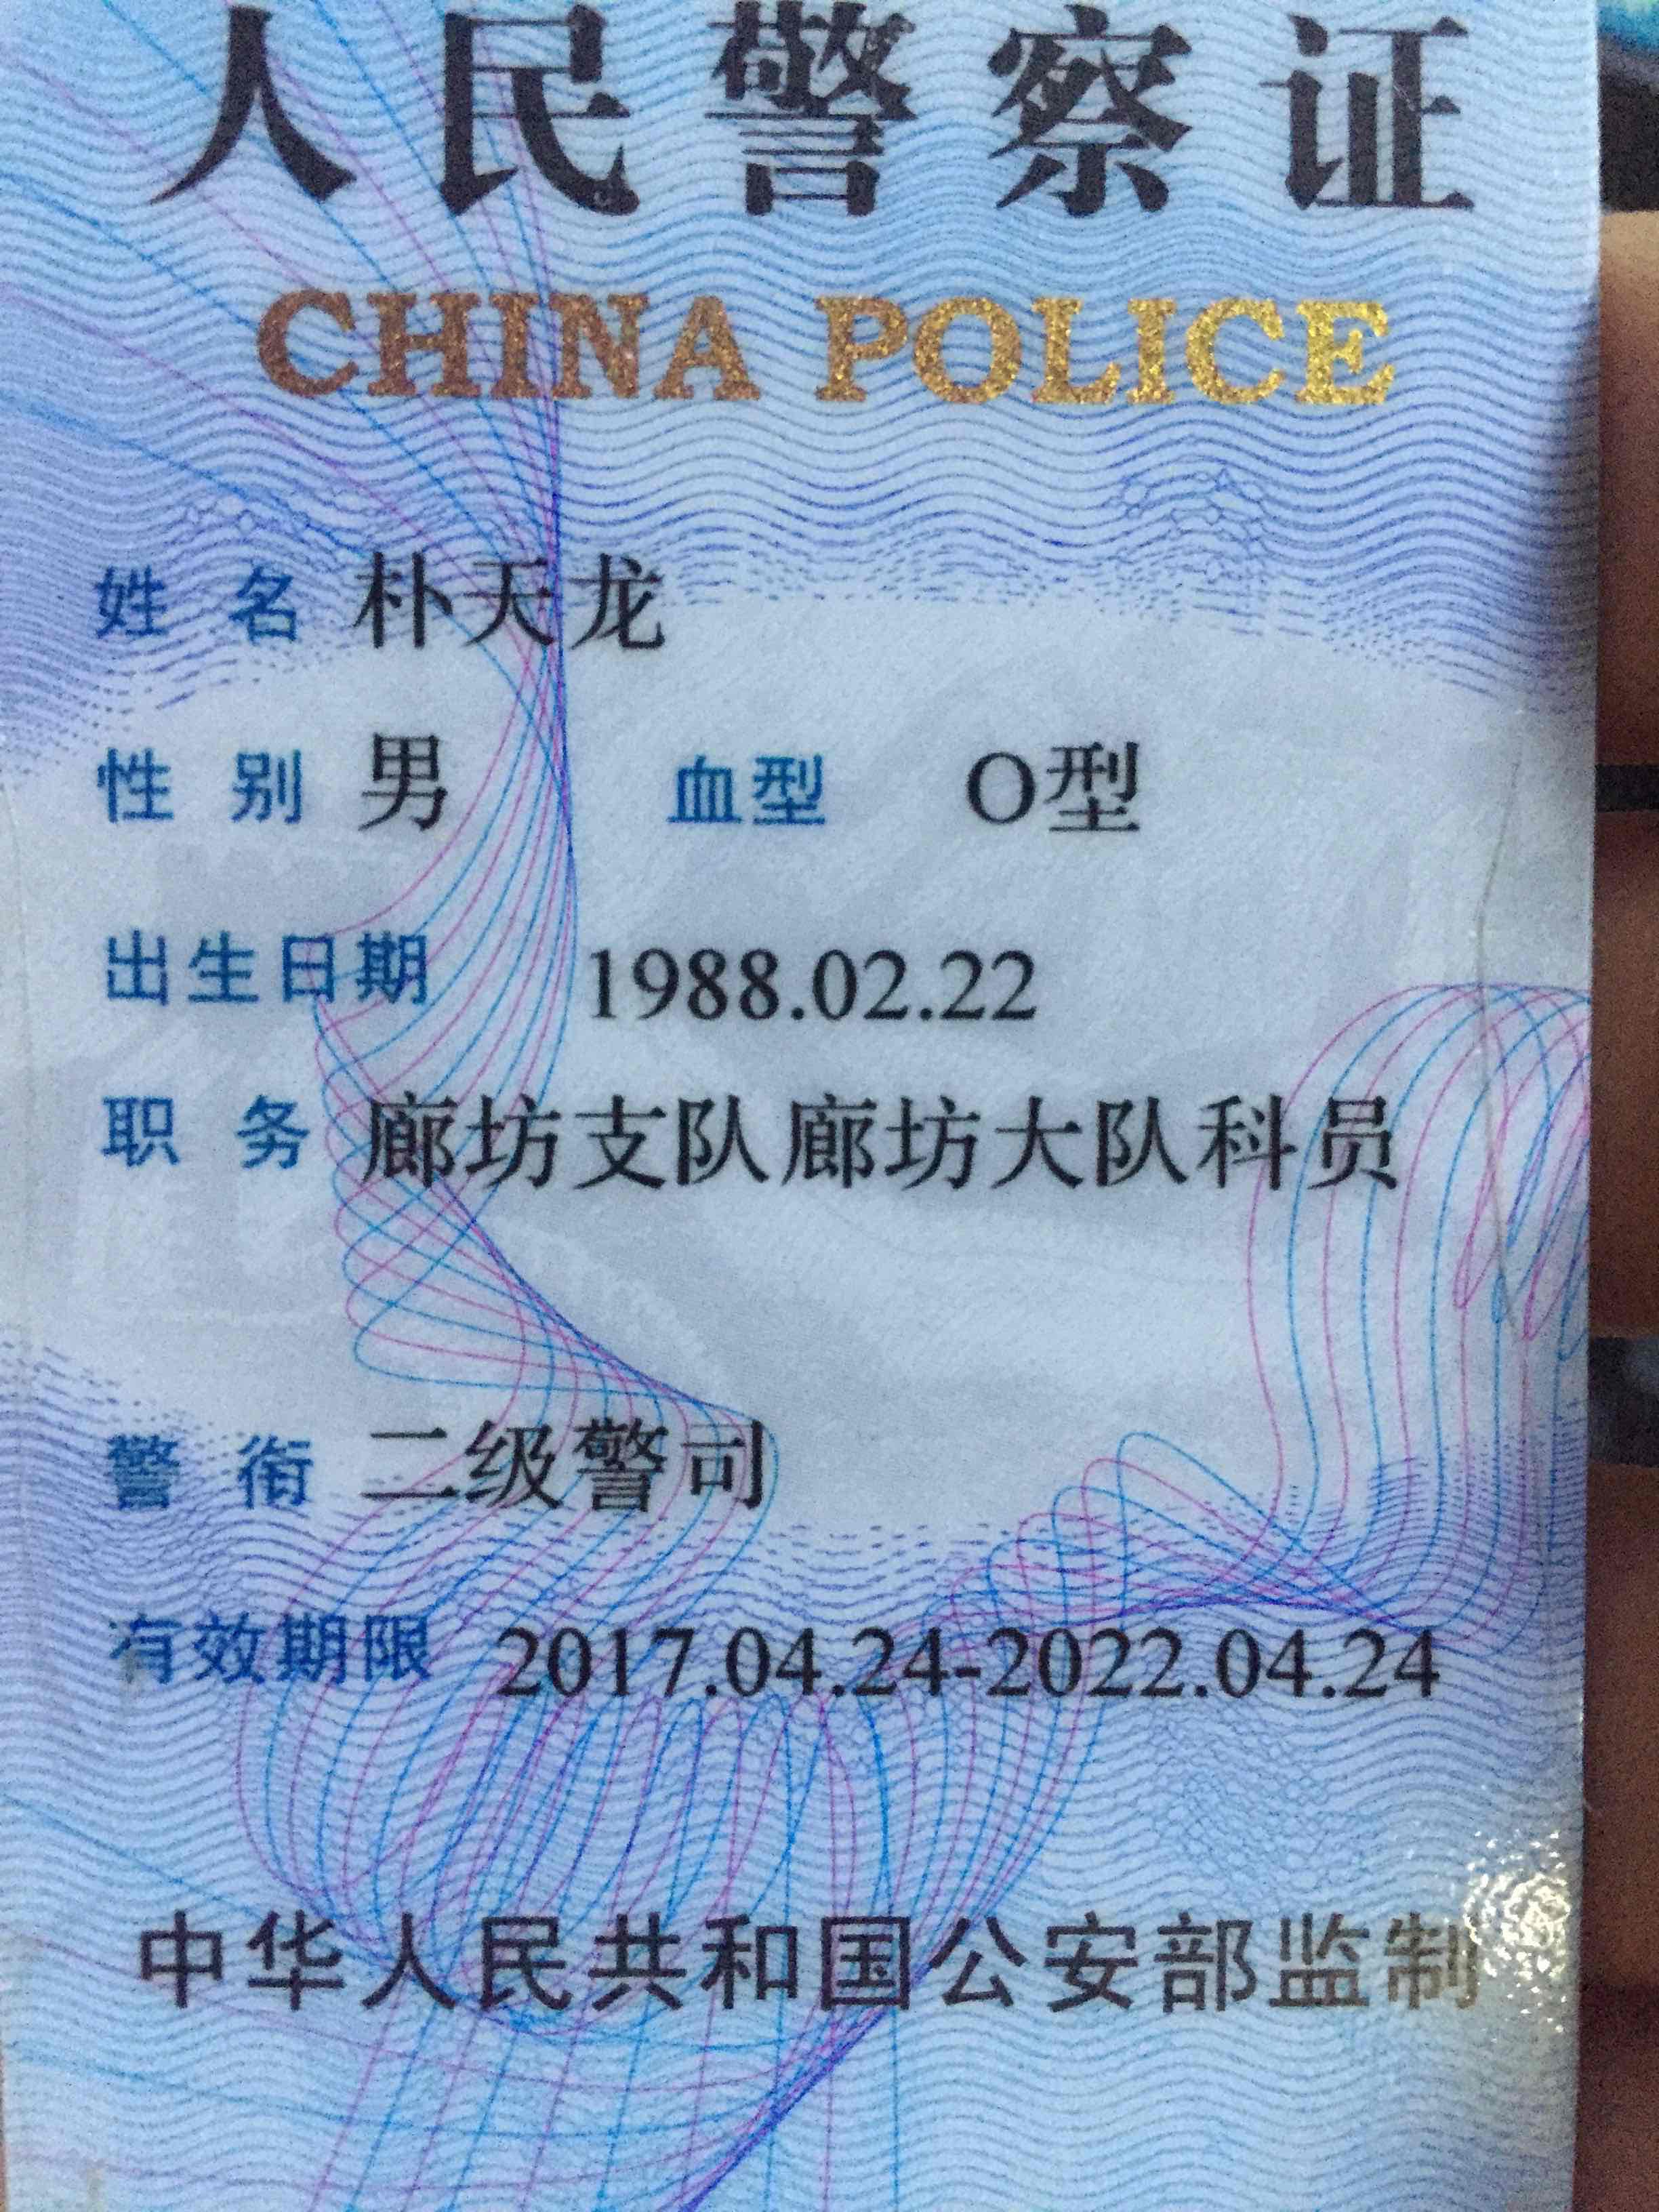 人民警察证
CHINA POLICE
姓 名 朴天龙
性 别 男 血型 O型
出生日期 1988.02.22
职 务 廊坊支队廊坊大队科员
警 衔 二级警司
有效期限 2017.04.24-2022.04.24
中华人民共和国公安部监制